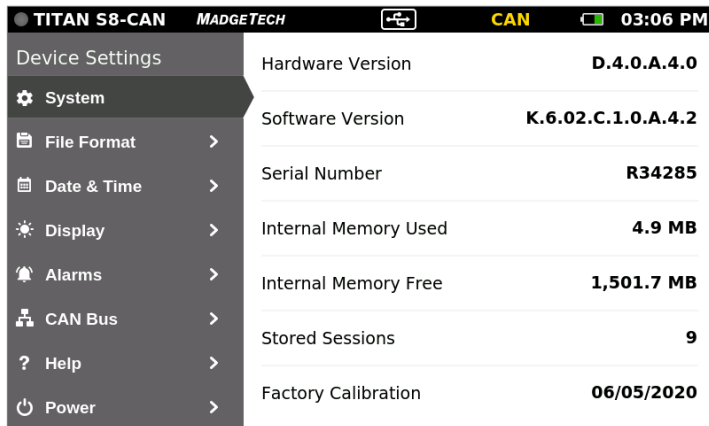 TITAN S8-CAN MADGETECH CAN 03:06 PM
Device Settings
System
File Format
Date & Time
Display
Alarms
CAN Bus
? Help
Power
Hardware Version D.4.0.A.4.0
Software Version K.6.02.C.1.0.A.4.2
Serial Number R34285
Internal Memory Used 4.9 MB
Internal Memory Free 1,501.7 MB
Stored Sessions 9
Factory Calibration 06/05/2020